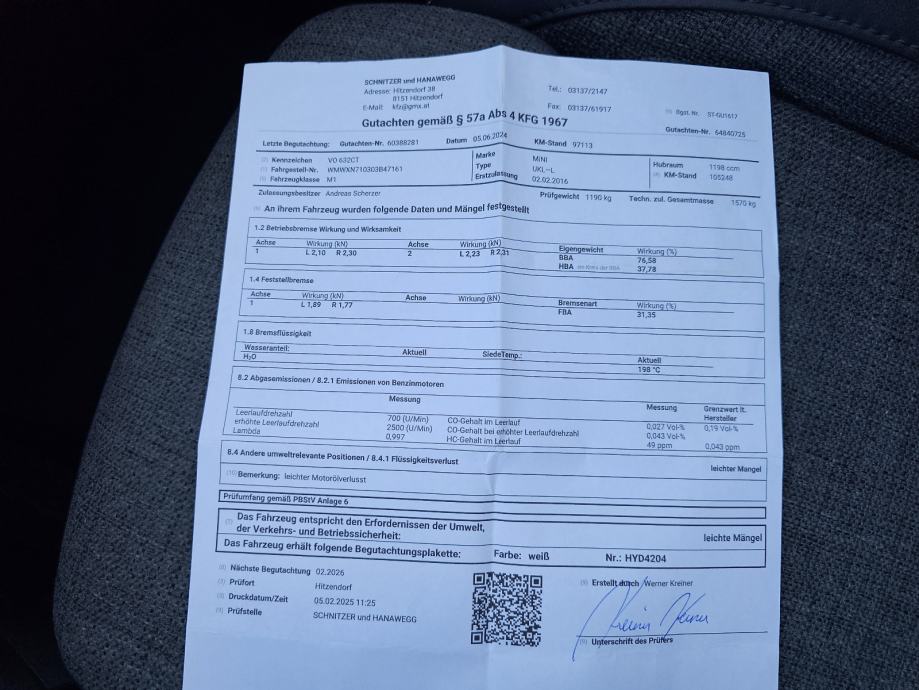 SCHNITZER und HANAWEGG
Adresse: Hitzendorf 38
8151 Hitzendorf
E-Mail: kfz@gmx.at
Tel.: 03137/2147
Fax: 03137/61917
Bgst. Nr. ST-GU1617
Gutachten gemäß § 57a Abs 4 KFG 1967
Gutachten-Nr. 64840725
Letzte Begutachtung: Gutachten-Nr. 60388281 Datum 05.06.2024 KM-Stand 97113
Kennzeichen VO 632CT Marke MINI Hubraum 1198 ccm
Fahrgestell-Nr. WMWXN710303B47161 Type UKL-L KM-Stand 105248
Fahrzeugklasse M1 Erstzulassung 02.02.2016
Zulassungsbesitzer Andreas Scherzer Prüfgewicht 1190 kg Techn. zul. Gesamtmasse 1570 kg
An ihrem Fahrzeug wurden folgende Daten und Mängel festgestellt
1.2 Betriebsbremse Wirkung und Wirksamkeit
Achse Wirkung (kN) Achse Wirkung (kN) Eigengewicht Wirkung (%)
1 L 2,10 R 2,30 2 L 2,23 R 2,31 BBA 76,58
HBA im Kreis der BBA 37,78
1.4 Feststellbremse
Achse Wirkung (kN) Achse Wirkung (kN) Bremsenart Wirkung (%)
1 L 1,89 R 1,77 FBA 31,35
1.8 Bremsflüssigkeit
Wasseranteil: Aktuell SiedeTemp.: Aktuell
H₂O 198 °C
8.2 Abgasemissionen / 8.2.1 Emissionen von Benzinmotoren
Messung Messung Grenzwert lt. Hersteller
Leerlaufdrehzahl 700 (U/Min) CO-Gehalt im Leerlauf 0,027 Vol-% 0,19 Vol-%
erhöhte Leerlaufdrehzahl 2500 (U/Min) CO-Gehalt bei erhöhter Leerlaufdrehzahl 0,043 Vol-%
Lambda 0,997 HC-Gehalt im Leerlauf 49 ppm 0,043 ppm
8.4 Andere umweltrelevante Positionen / 8.4.1 Flüssigkeitsverlust leichter Mangel
(10) Bemerkung: leichter Motorölverlusst
Prüfumfang gemäß PBStV Anlage 6
Das Fahrzeug entspricht den Erfordernissen der Umwelt,
der Verkehrs- und Betriebssicherheit: leichte Mängel
Das Fahrzeug erhält folgende Begutachtungsplakette: Farbe: weiß Nr.: HYD4204
Nächste Begutachtung 02.2026
Prüfort Hitzendorf
Druckdatum/Zeit 05.02.2025 11:25
Prüfstelle SCHNITZER und HANAWEGG
Erstellt durch Werner Kreiner
Unterschrift des Prüfers